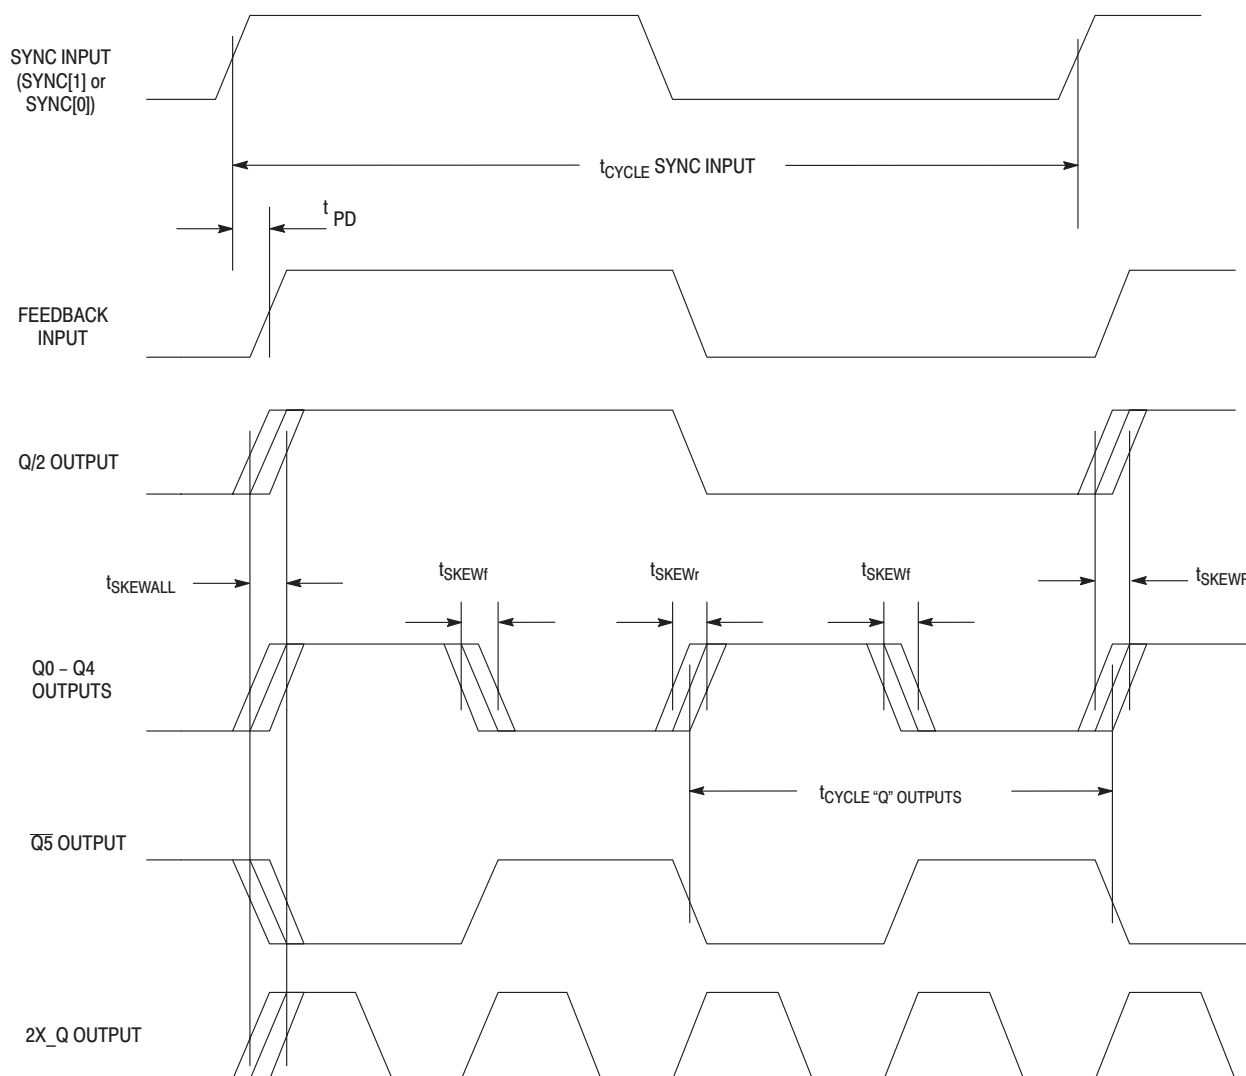 SYNC INPUT
(SYNC[1] or
SYNC[0])
tCYCLE SYNC INPUT
t PD
FEEDBACK
INPUT
Q/2 OUTPUT
tSKEWALL
tSKEWf
tSKEWr
tSKEWf
tSKEWR
Q0 – Q4
OUTPUTS
tCYCLE “Q” OUTPUTS
Q5 OUTPUT
2X_Q OUTPUT